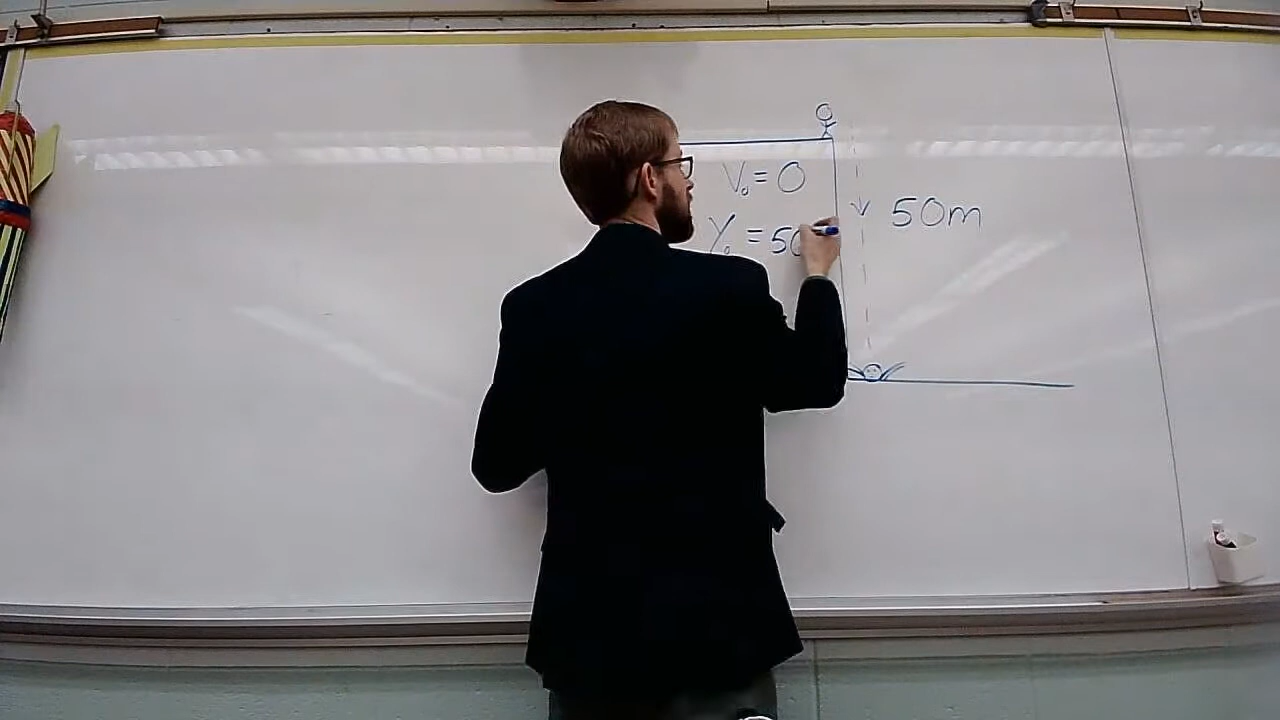 V₀ = 0
50m
Y₀ = 50